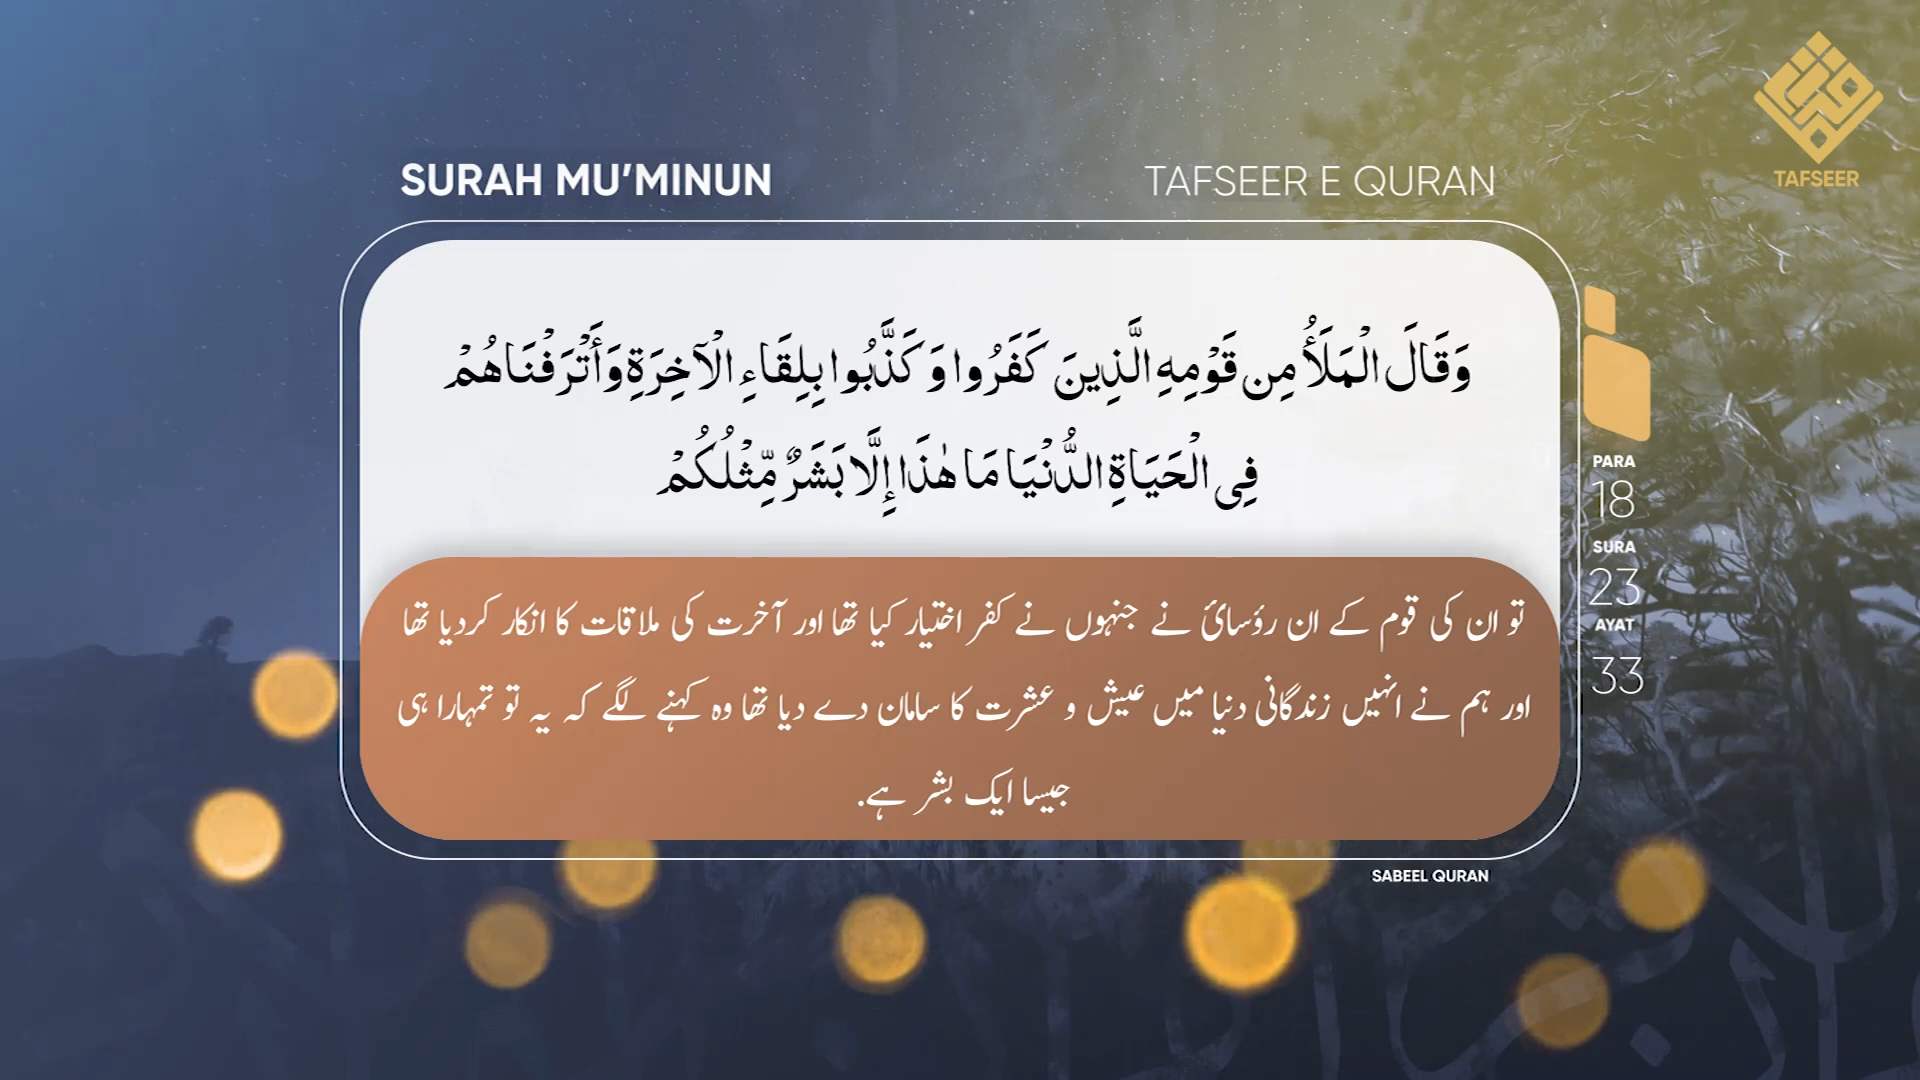 SURAH MU’MINUN
TAFSEER E QURAN
TAFSEER
وَقَالَ الْمَلَأُ مِن قَوْمِهِ الَّذِينَ كَفَرُوا وَكَذَّبُوا بِلِقَاءِ الْآخِرَةِ وَأَتْرَفْنَاهُمْ
فِي الْحَيَاةِ الدُّنْيَا مَا هٰذَا إِلَّا بَشَرٌ مِّثْلُكُمْ
تو ان کی قوم کے ان رؤسائ نے جنہوں نے کفر اختیار کیا تھا اور آخرت کی ملاقات کا انکار کردیا تھا
اور ہم نے انہیں زندگانی دنیا میں عیش و عشرت کا سامان دے دیا تھا وہ کہنے لگے کہ یہ تو تمہارا ہی
جیسا ایک بشر ہے.
PARA
18
SURA
23
AYAT
33
SABEEL QURAN